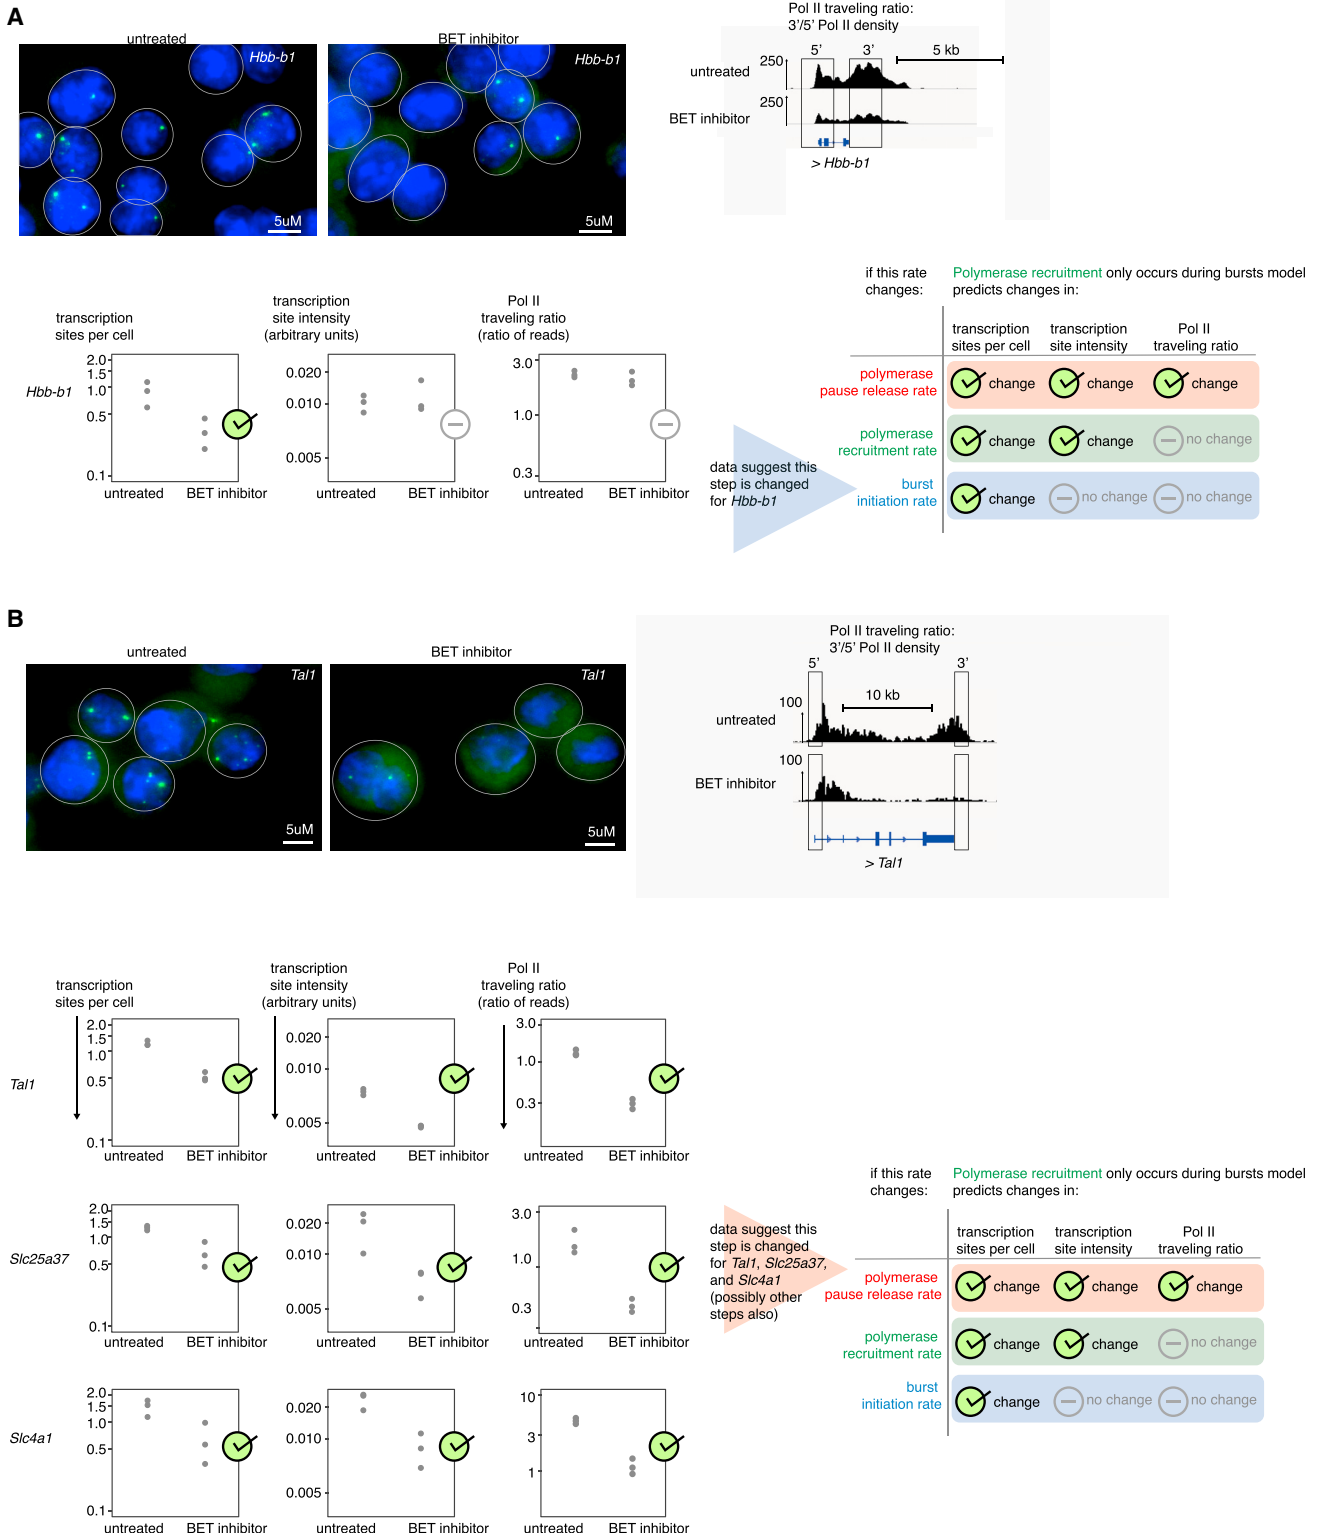 A
untreated
BET inhibitor
Hbb-b1
Hbb-b1
5uM
5uM
Pol II traveling ratio:
3'/5' Pol II density
5'
3'
5 kb
250
untreated
250
BET inhibitor
> Hbb-b1
transcription
sites per cell
transcription
site intensity
(arbitrary units)
Pol II
traveling ratio
(ratio of reads)
Hbb-b1
2.0
1.5
1.0
0.5
0.1
untreated
BET inhibitor
0.020
0.010
0.005
untreated
BET inhibitor
3.0
1.0
0.3
untreated
BET inhibitor
data suggest this
step is changed
for Hbb-b1
if this rate
changes:
Polymerase recruitment only occurs during bursts model
predicts changes in:
transcription
sites per cell
transcription
site intensity
Pol II
traveling ratio
polymerase
pause release rate
change
change
change
polymerase
recruitment rate
change
change
no change
burst
initiation rate
change
no change
no change
B
untreated
BET inhibitor
Tal1
Tal1
5uM
5uM
Pol II traveling ratio:
3'/5' Pol II density
5'
3'
10 kb
100
untreated
100
BET inhibitor
> Tal1
transcription
sites per cell
transcription
site intensity
(arbitrary units)
Pol II
traveling ratio
(ratio of reads)
Tal1
2.0
1.5
1.0
0.5
0.1
untreated
BET inhibitor
0.020
0.010
0.005
untreated
BET inhibitor
3.0
1.0
0.3
untreated
BET inhibitor
Slc25a37
2.0
1.5
1.0
0.5
0.1
untreated
BET inhibitor
0.020
0.010
0.005
untreated
BET inhibitor
3.0
1.0
0.3
untreated
BET inhibitor
Slc4a1
2.0
1.5
1.0
0.5
0.1
untreated
BET inhibitor
0.020
0.010
0.005
untreated
BET inhibitor
10
3
1
untreated
BET inhibitor
data suggest this
step is changed
for Tal1, Slc25a37,
and Slc4a1
(possibly other
steps also)
if this rate
changes:
Polymerase recruitment only occurs during bursts model
predicts changes in:
transcription
sites per cell
transcription
site intensity
Pol II
traveling ratio
polymerase
pause release rate
change
change
change
polymerase
recruitment rate
change
change
no change
burst
initiation rate
change
no change
no change